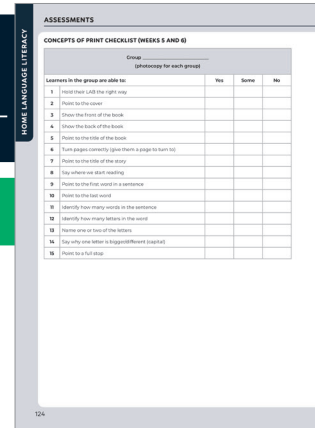 ASSESSMENTS
HOME LANGUAGE LITERACY
CONCEPTS OF PRINT CHECKLIST (WEEKS 5 AND 6)
Group
(photocopy for each group)
Learners in the group are able to: Yes Some No
1 Hold their LAB the right way
2 Point to the cover
3 Show the front of the book
4 Show the back of the book
5 Point to the title of the book
6 Turn pages correctly (give them a page to turn to)
7 Point to the title of the story
8 Say where we start reading
9 Point to the first word in a sentence
10 Point to the last word
11 Identify how many words in the sentence
12 Identify how many letters in the word
13 Name one or two of the letters
14 Say why one letter is bigger/different (capital)
15 Point to a full stop
124